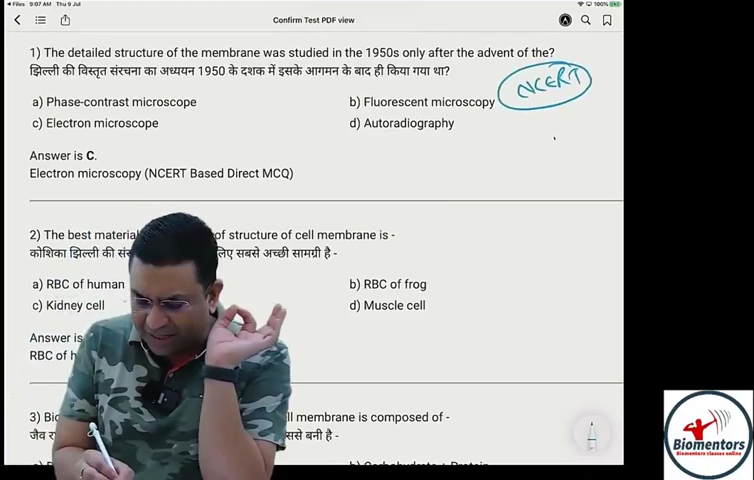 Files 9:07 AM Thu 9 Jul
100%
Confirm Test PDF view
1) The detailed structure of the membrane was studied in the 1950s only after the advent of the?
झिल्ली की विस्तृत संरचना का अध्ययन 1950 के दशक में इसके आगमन के बाद ही किया गया था?
NCERT
a) Phase-contrast microscope
b) Fluorescent microscopy
c) Electron microscope
d) Autoradiography
Answer is C.
Electron microscopy (NCERT Based Direct MCQ)
2) The best material of structure of cell membrane is -
कोशिका झिल्ली की लिए सबसे अच्छी सामग्री है -
a) RBC of human
b) RBC of frog
c) Kidney cell
d) Muscle cell
Answer is
RBC of
3) membrane is composed of -
जैव बनी है -
Biomentors
Biomentors classes online